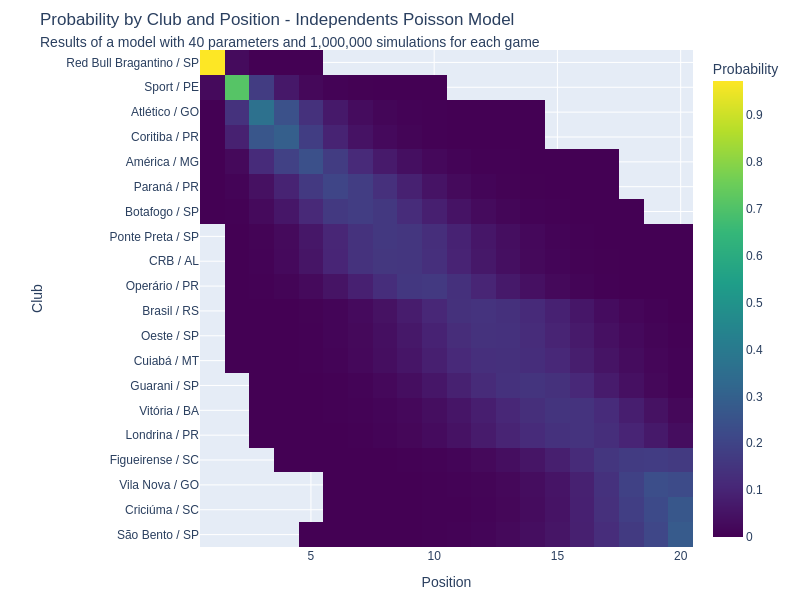 Probability by Club and Position - Independents Poisson Model
Results of a model with 40 parameters and 1,000,000 simulations for each game
Probability
Red Bull Bragantino / SP
Sport / PE
Atlético / GO
Coritiba / PR
América / MG
Paraná / PR
Botafogo / SP
Ponte Preta / SP
CRB / AL
Operário / PR
Brasil / RS
Oeste / SP
Cuiabá / MT
Guarani / SP
Vitória / BA
Londrina / PR
Figueirense / SC
Vila Nova / GO
Criciúma / SC
São Bento / SP
Club
0.9
0.8
0.7
0.6
0.5
0.4
0.3
0.2
0.1
0
5
10
15
20
Position